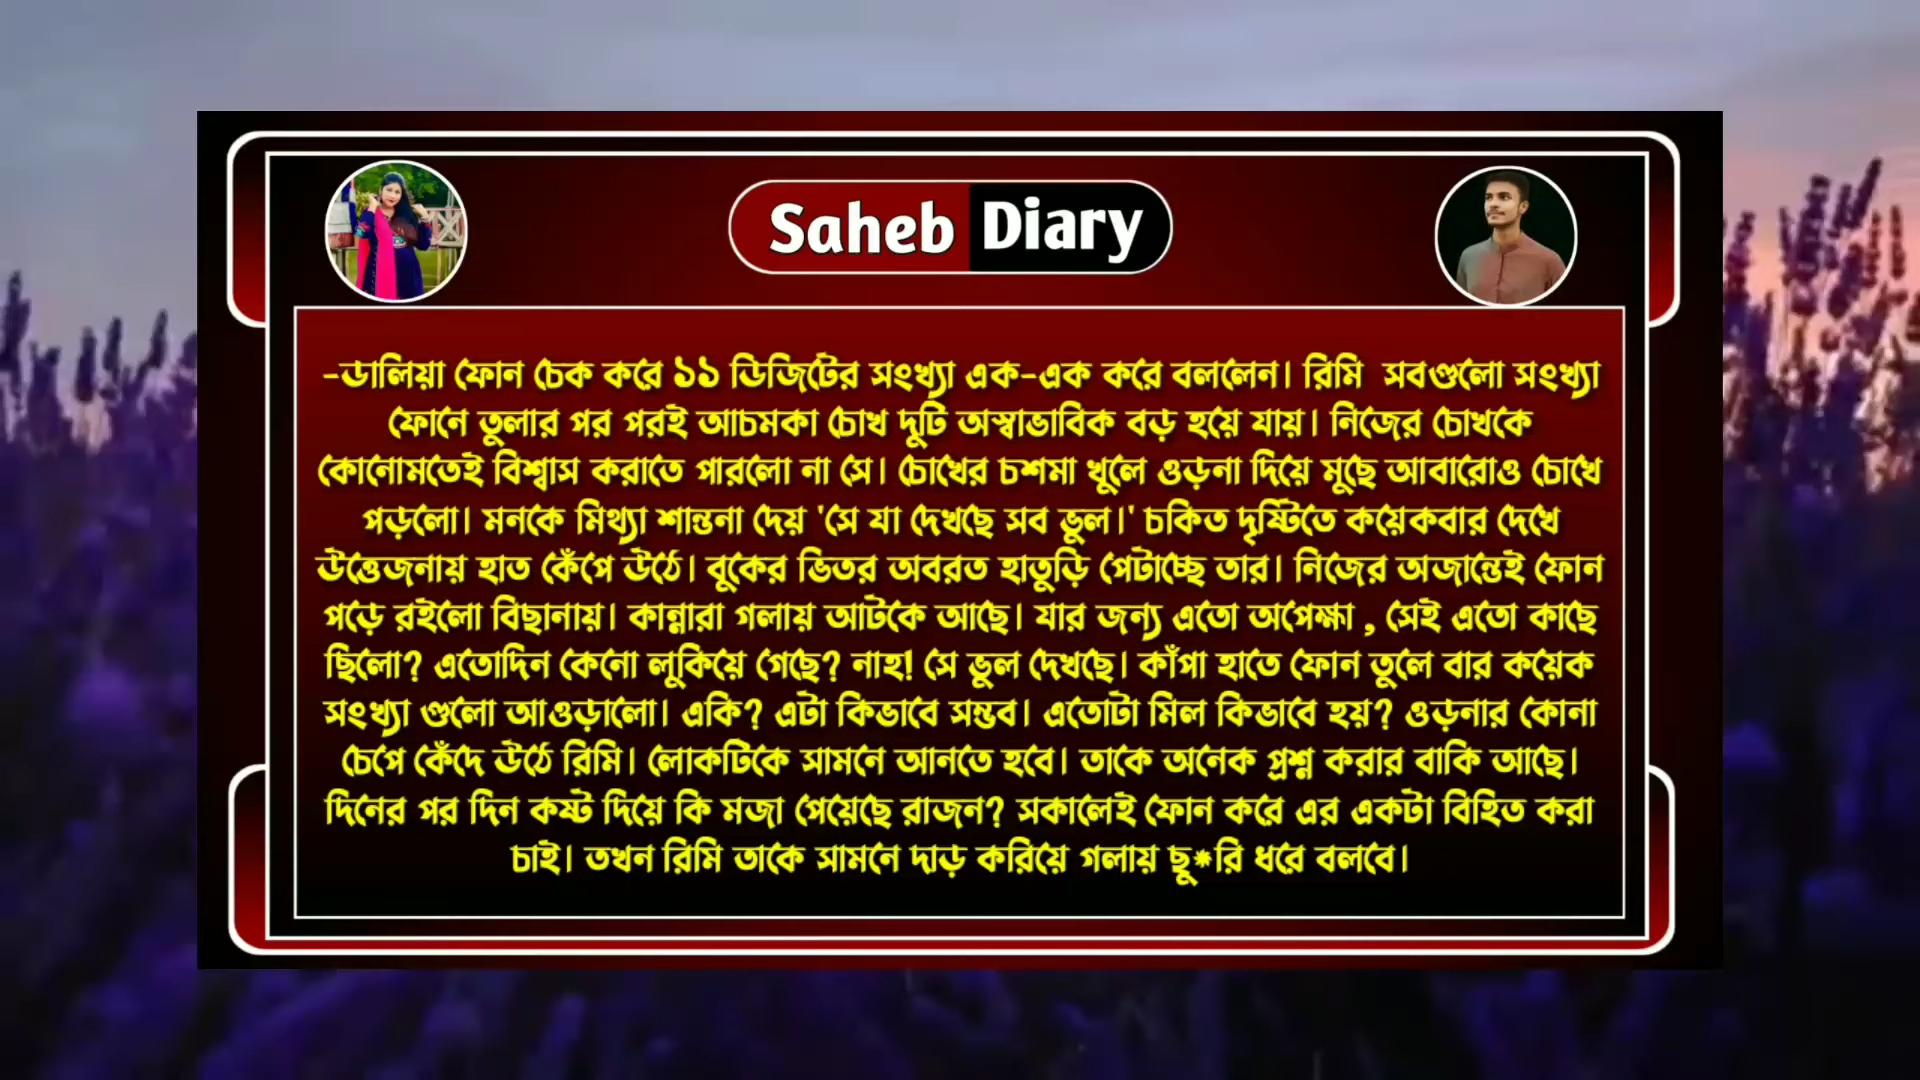 Saheb Diary
-ডালিয়া ফোন চেক করে ১১ ডিজিটের সংখ্যা এক-এক করে বললেন। রিমি সবগুলো সংখ্যা
ফোনে তুলার পর পরই আচমকা চোখ দুটি অস্বাভাবিক বড় হয়ে যায়। নিজের চোখকে
কোনোমতেই বিশ্বাস করাতে পারলো না সে। চোখের চশমা খুলে ওড়না দিয়ে মুছে আবারোও চোখে
পড়লো। মনকে মিথ্যা শান্তনা দেয় 'সে যা দেখছে সব ভুল।' চকিত দৃষ্টিতে কয়েকবার দেখে
উত্তেজনায় হাত কেঁপে উঠে। বুকের ভিতর অবরত হাতুড়ি পেটাচ্ছে তার। নিজের অজান্তেই ফোন
পড়ে রইলো বিছানায়। কান্নারা গলায় আটকে আছে। যার জন্য এতো অপেক্ষা , সেই এতো কাছে
ছিলো? এতোদিন কেনো লুকিয়ে গেছে? নাহ! সে ভুল দেখছে। কাঁপা হাতে ফোন তুলে বার কয়েক
সংখ্যা গুলো আওড়ালো। একি? এটা কিভাবে সম্ভব। এতোটা মিল কিভাবে হয়? ওড়নার কোনা
চেপে কেঁদে উঠে রিমি। লোকটিকে সামনে আনতে হবে। তাকে অনেক প্রশ্ন করার বাকি আছে।
দিনের পর দিন কষ্ট দিয়ে কি মজা পেয়েছে রাজন? সকালেই ফোন করে এর একটা বিহিত করা
চাই। তখন রিমি তাকে সামনে দাড় করিয়ে গলায় ছু*রি ধরে বলবে।